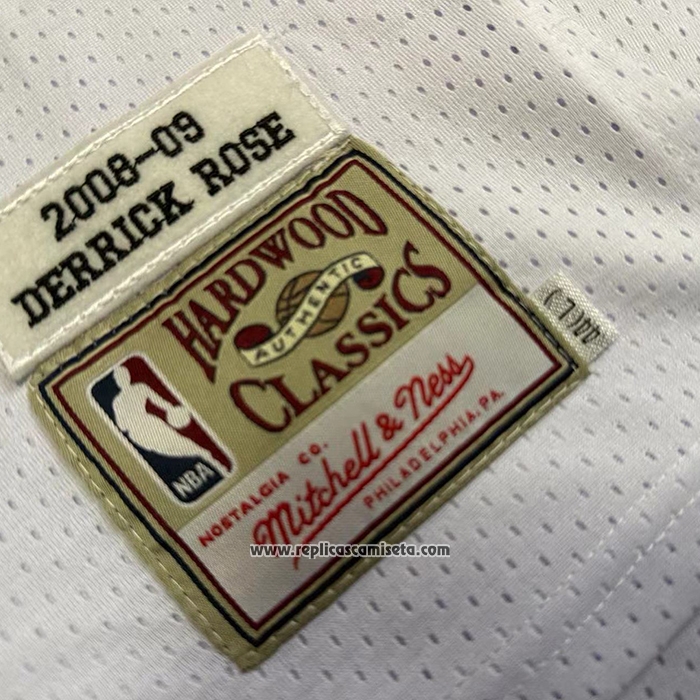 2008-09
DERRICK ROSE
HARDWOOD
AUTHENTIC
CLASSICS
NBA
NOSTALGIA CO.
Mitchell & Ness
PHILADELPHIA, PA.
www.replicascamiseta.com